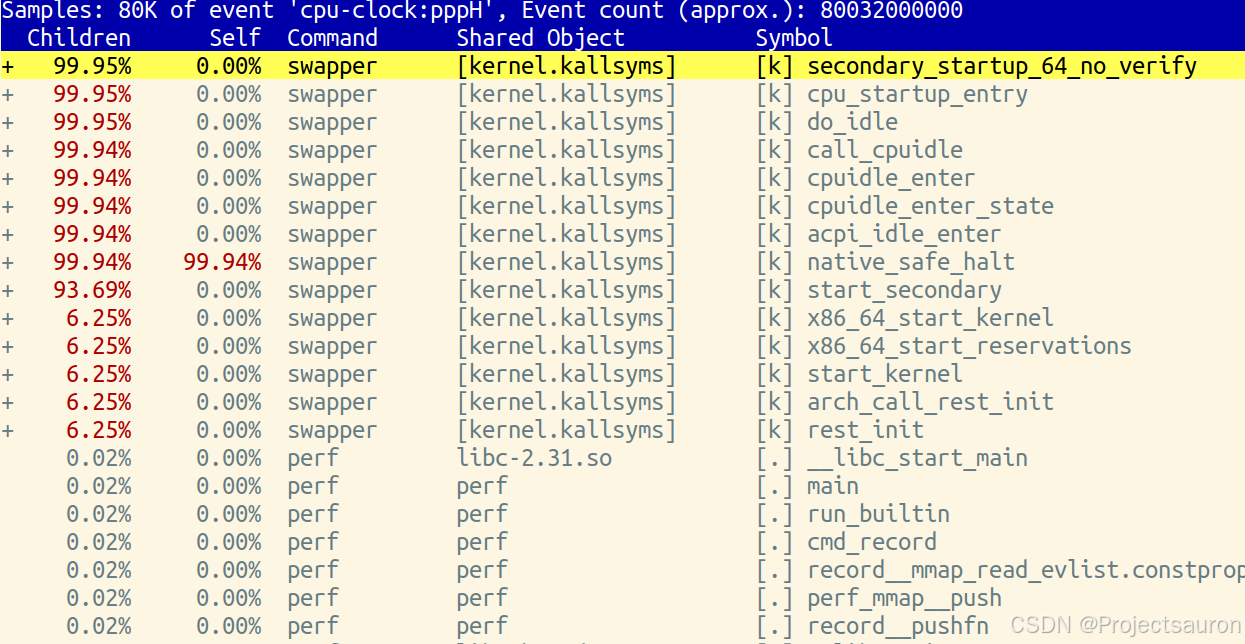 Samples: 80K of event 'cpu-clock:pppH', Event count (approx.): 80032000000
Children Self Command Shared Object Symbol
+ 99.95% 0.00% swapper [kernel.kallsyms] [k] secondary_startup_64_no_verify
+ 99.95% 0.00% swapper [kernel.kallsyms] [k] cpu_startup_entry
+ 99.95% 0.00% swapper [kernel.kallsyms] [k] do_idle
+ 99.94% 0.00% swapper [kernel.kallsyms] [k] call_cpuidle
+ 99.94% 0.00% swapper [kernel.kallsyms] [k] cpuidle_enter
+ 99.94% 0.00% swapper [kernel.kallsyms] [k] cpuidle_enter_state
+ 99.94% 0.00% swapper [kernel.kallsyms] [k] acpi_idle_enter
+ 99.94% 99.94% swapper [kernel.kallsyms] [k] native_safe_halt
+ 93.69% 0.00% swapper [kernel.kallsyms] [k] start_secondary
+ 6.25% 0.00% swapper [kernel.kallsyms] [k] x86_64_start_kernel
+ 6.25% 0.00% swapper [kernel.kallsyms] [k] x86_64_start_reservations
+ 6.25% 0.00% swapper [kernel.kallsyms] [k] start_kernel
+ 6.25% 0.00% swapper [kernel.kallsyms] [k] arch_call_rest_init
+ 6.25% 0.00% swapper [kernel.kallsyms] [k] rest_init
0.02% 0.00% perf libc-2.31.so [.] __libc_start_main
0.02% 0.00% perf perf [.] main
0.02% 0.00% perf perf [.] run_builtin
0.02% 0.00% perf perf [.] cmd_record
0.02% 0.00% perf perf [.] record__mmap_read_evlist.constprop
0.02% 0.00% perf perf [.] perf_mmap__push
0.02% 0.00% perf perf [.] record__pushfn
CSDN @Projectsauron